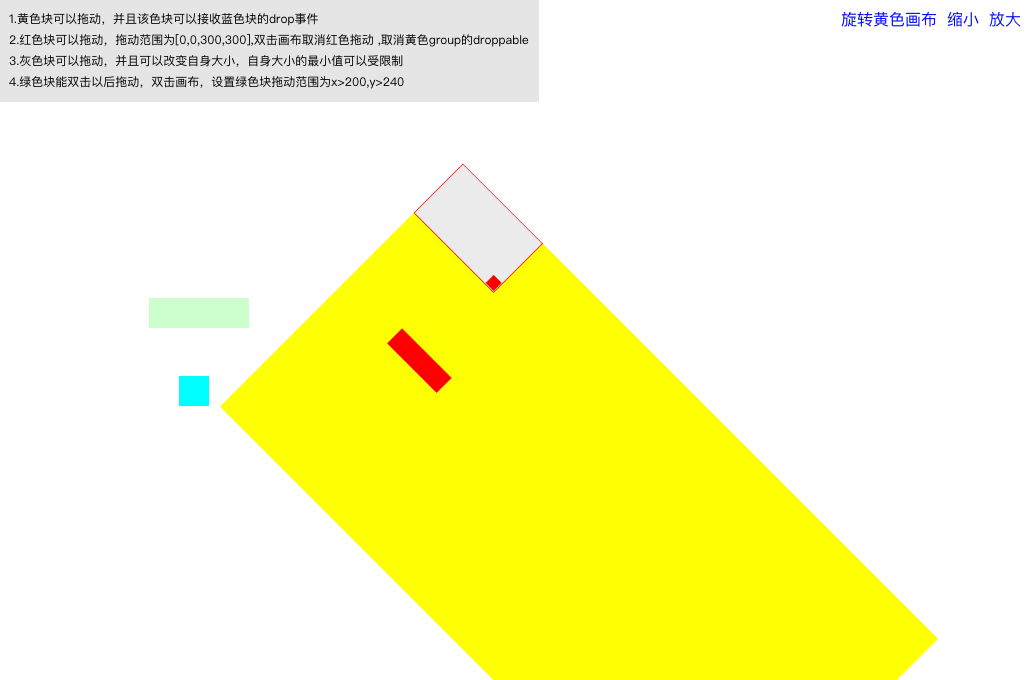 1.黄色块可以拖动，并且该色块可以接收蓝色块的drop事件
2.红色块可以拖动，拖动范围为[0,0,300,300],双击画布取消红色拖动 ,取消黄色group的droppable
3.灰色块可以拖动，并且可以改变自身大小，自身大小的最小值可以受限制
4.绿色块能双击以后拖动，双击画布，设置绿色块拖动范围为x>200,y>240
旋转黄色画布 缩小 放大